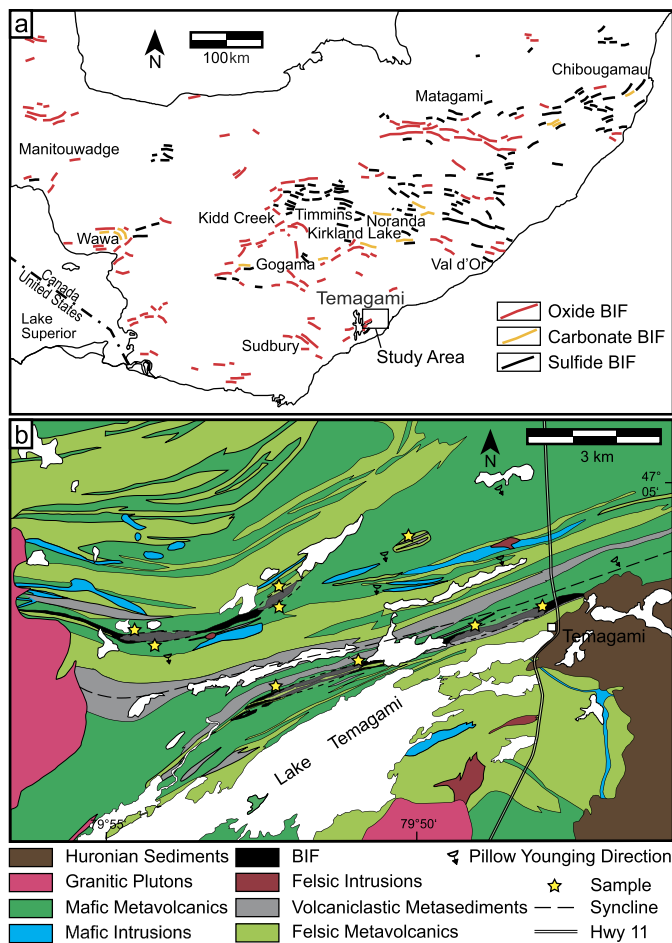 a
N
100km
Chibougamau
Matagami
Manitouwadge
Kidd Creek
Timmins
Noranda
Kirkland Lake
Wawa
Gogama
Val d'Or
Canada
United States
Temagami
Lake
Superior
Sudbury
Study Area
Oxide BIF
Carbonate BIF
Sulfide BIF
b
N
3 km
47°
05'
Temagami
Lake Temagami
79°55
79°50'
Huronian Sediments
BIF
Pillow Younging Direction
Granitic Plutons
Felsic Intrusions
Sample
Mafic Metavolcanics
Volcaniclastic Metasediments
Syncline
Mafic Intrusions
Felsic Metavolcanics
Hwy 11